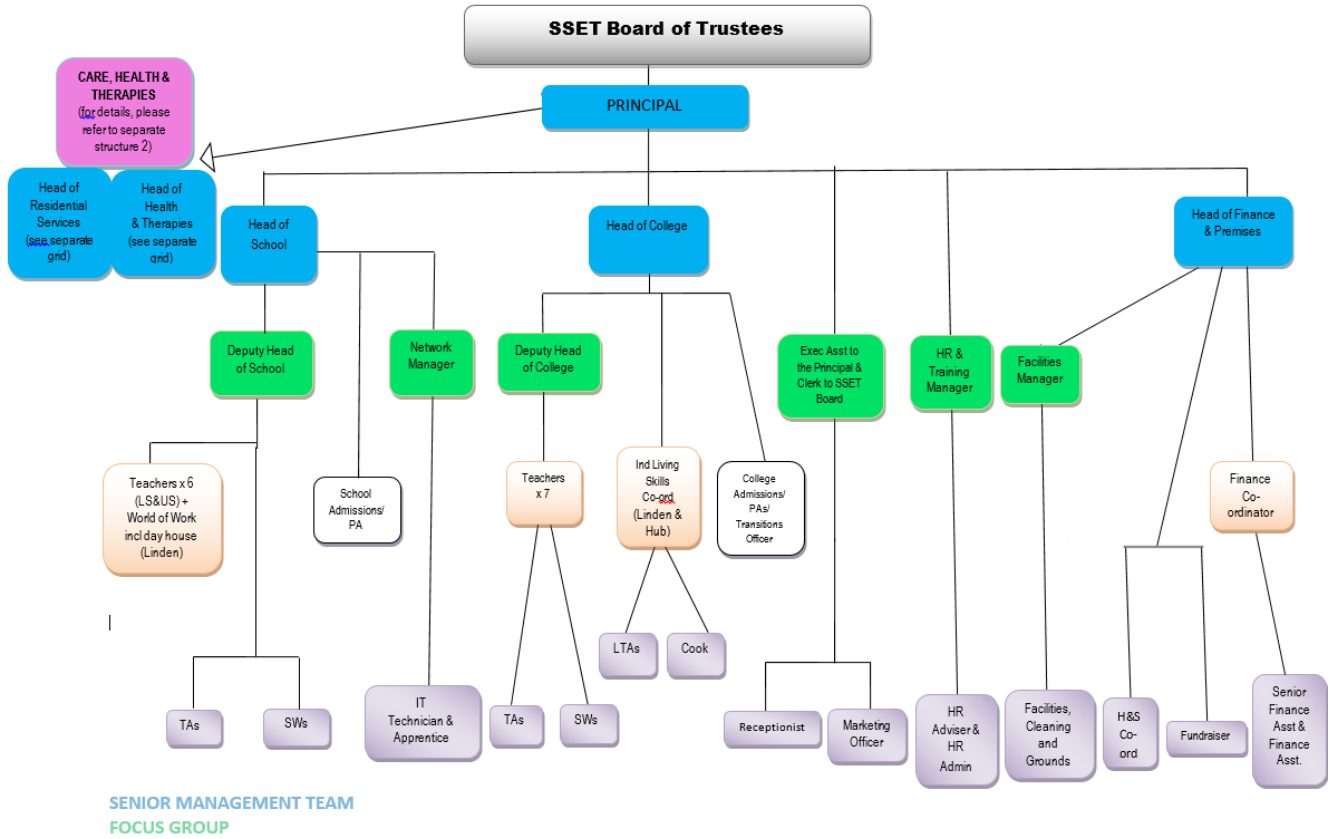 SSET Board of Trustees
CARE, HEALTH &
THERAPIES
(for details, please
refer to separate
structure 2)
PRINCIPAL
Head of
Residential
Services
(see separate
grid)
Head of
Health
& Therapies
(see separate
grid)
Head of
School
Head of College
Head of Finance
& Premises
Deputy Head
of School
Network
Manager
Deputy Head
of College
Exec Asst to
the Principal &
Clerk to SSET
Board
HR &
Training
Manager
Facilities
Manager
Teachers x 6
(LS&US) +
World of Work
incl day house
(Linden)
School
Admissions/
PA
Teachers
x 7
Ind Living
Skills
Co-ord
(Linden &
Hub)
College
Admissions/
PAs/
Transitions
Officer
Finance
Co-
ordinator
TAs
SWs
IT
Technician &
Apprentice
TAs
SWs
LTAs
Cook
Receptionist
Marketing
Officer
HR
Adviser &
HR
Admin
Facilities,
Cleaning
and
Grounds
H&S
Co-
ord
Fundraiser
Senior
Finance
Asst &
Finance
Asst.
SENIOR MANAGEMENT TEAM
FOCUS GROUP